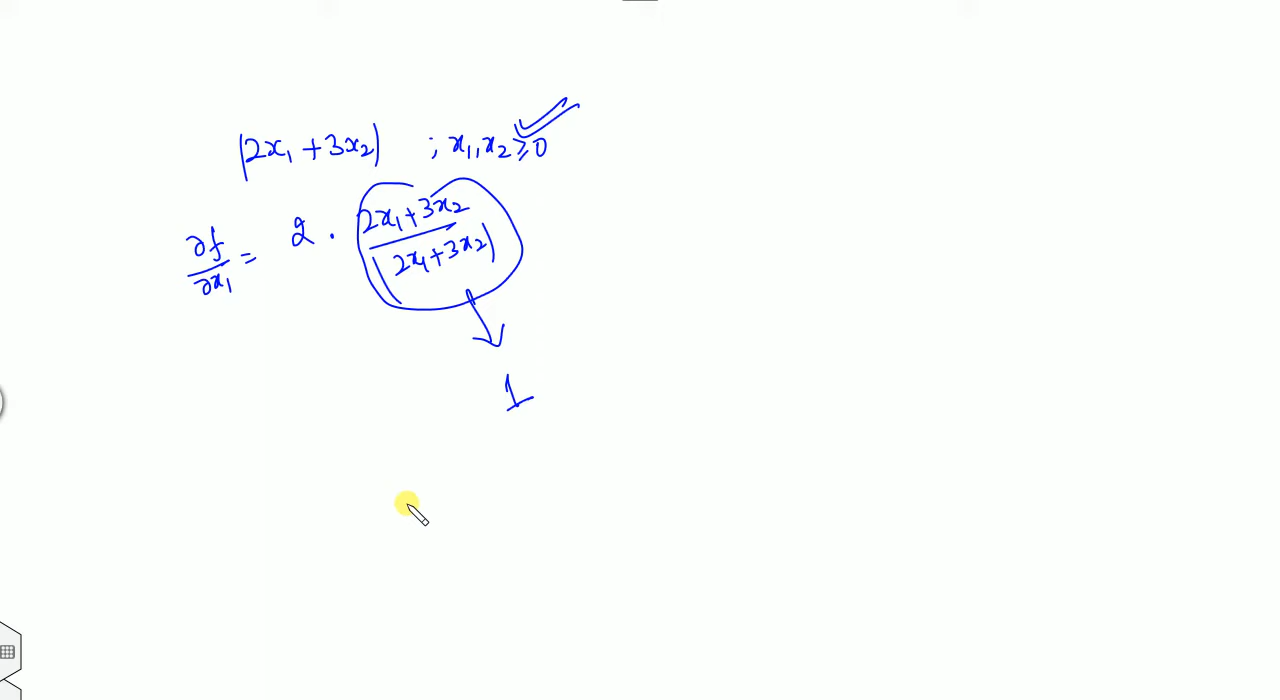 |2x₁ + 3x₂| ; x₁, x₂ ≥ 0
∂f/∂x₁ = 2 · (2x₁ + 3x₂)/|2x₁ + 3x₂|
1